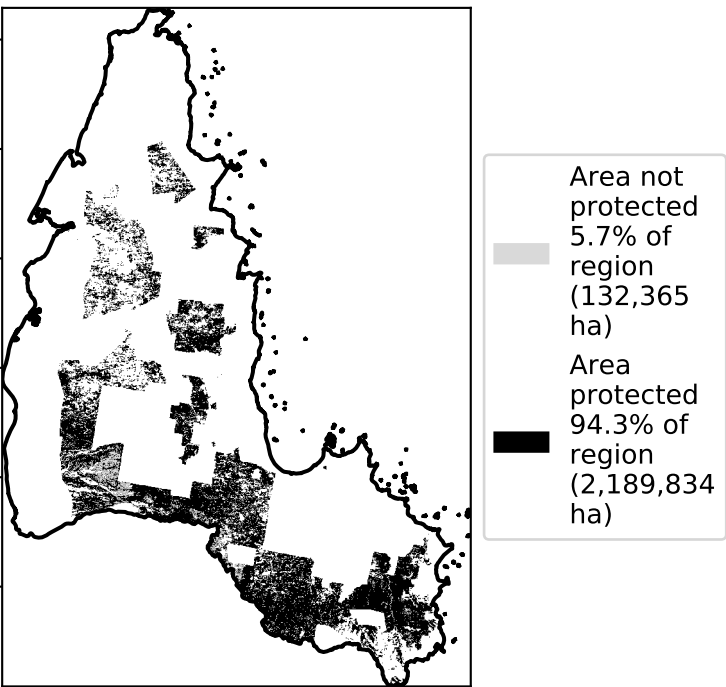 Area not
protected
5.7% of
region
(132,365
ha)
Area
protected
94.3% of
region
(2,189,834
ha)